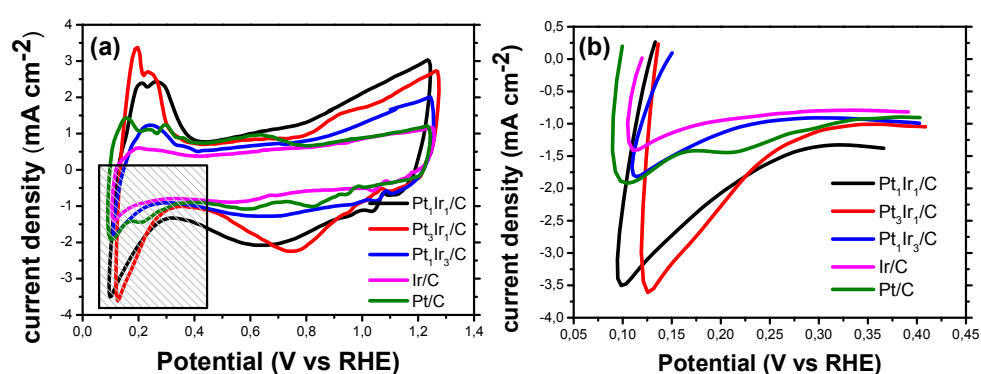 (a)
current density (mA cm-2)
4
3
2
1
0
-1
-2
-3
-4
0,0 0,2 0,4 0,6 0,8 1,0 1,2 1,4
Potential (V vs RHE)
Pt1Ir1/C
Pt3Ir1/C
Pt1Ir3/C
Ir/C
Pt/C
(b)
current density (mA cm-2)
0,5
0,0
-0,5
-1,0
-1,5
-2,0
-2,5
-3,0
-3,5
-4,0
0,05 0,10 0,15 0,20 0,25 0,30 0,35 0,40 0,45
Potential (V vs RHE)
Pt1Ir1/C
Pt3Ir1/C
Pt1Ir3/C
Ir/C
Pt/C